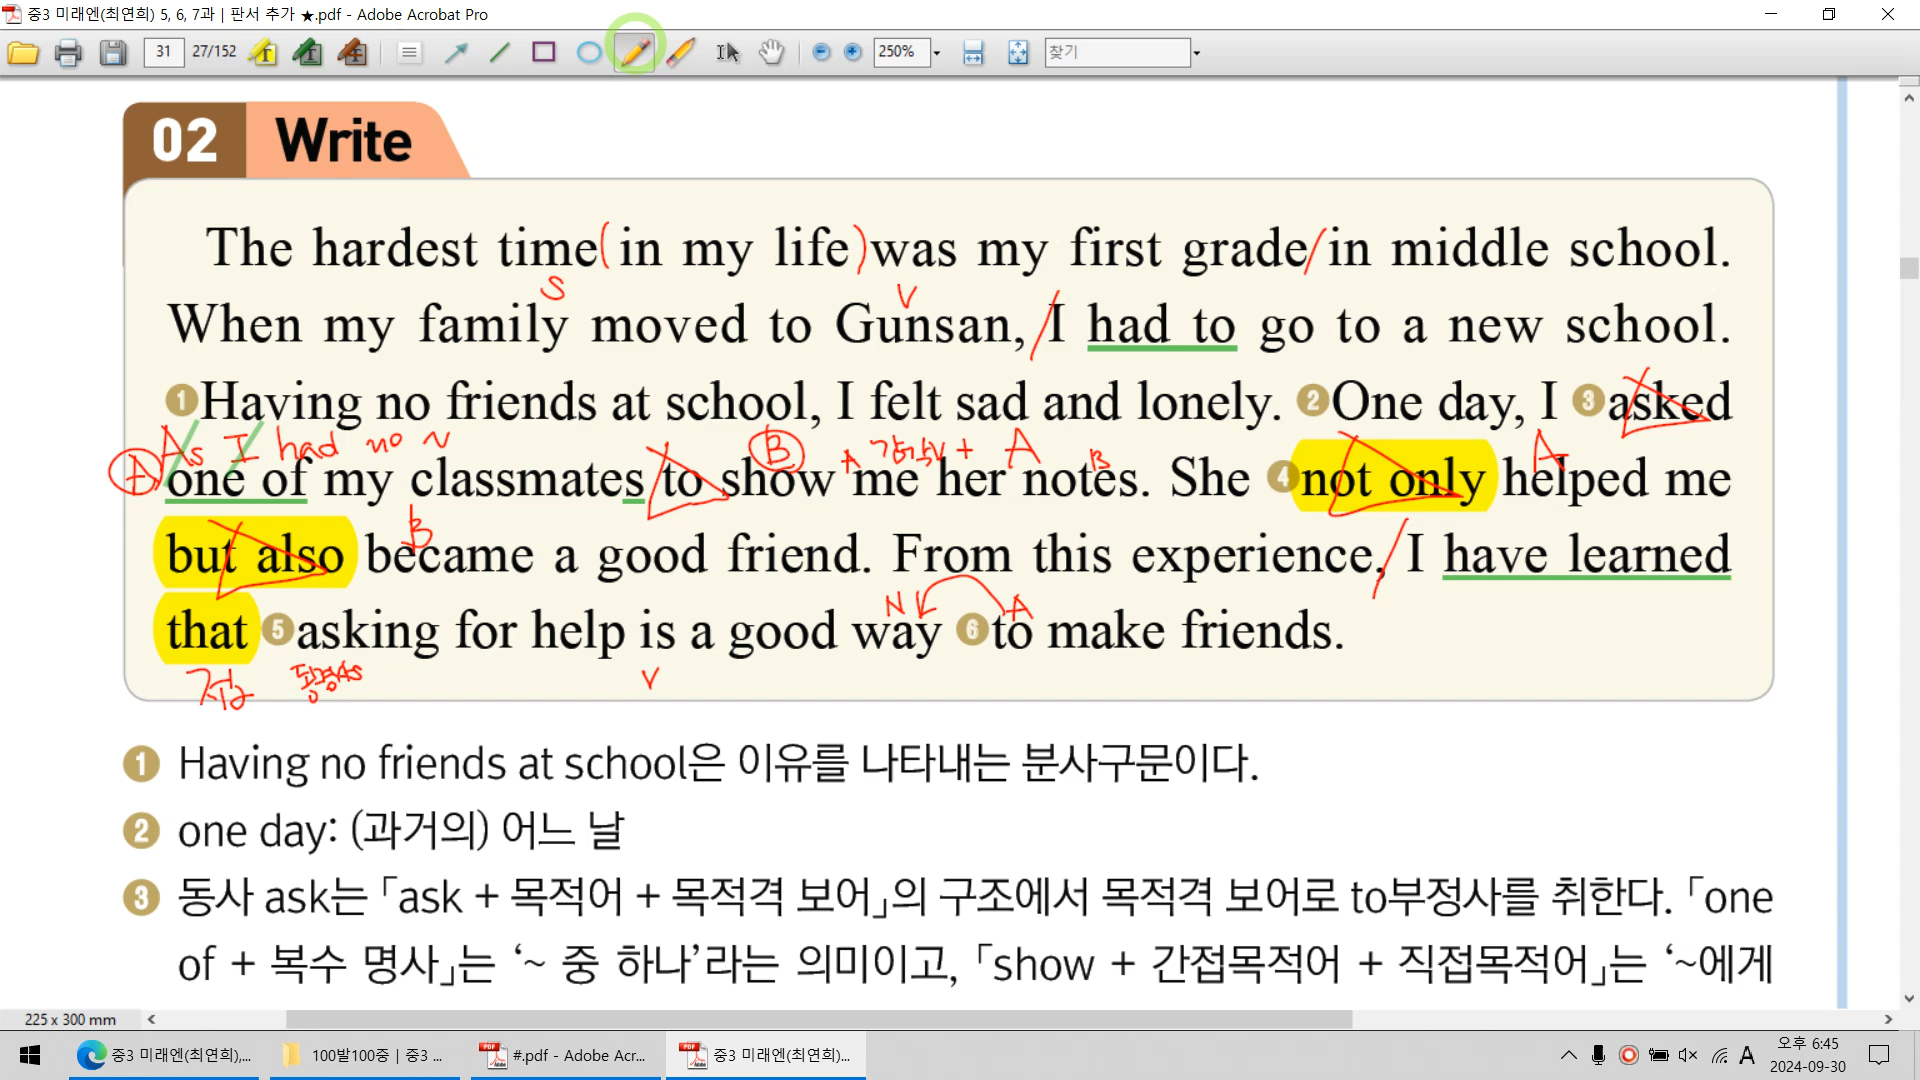 중3 미래엔(최연희) 5, 6, 7과 | 판서 추가 ★.pdf - Adobe Acrobat Pro
31 27/152 250% 찾기
02 Write
The hardest time ( in my life ) was my first grade / in middle school.
S V
When my family moved to Gunsan, / I had to go to a new school.
❶Having no friends at school, I felt sad and lonely. ❷One day, I ❸asked
As I had no ~ Ⓑ A + A B A
Ⓐ one of my classmates / to show me her notes. She ❹not only helped me
B
but also became a good friend. From this experience, / I have learned
N A
that ❺asking for help is a good way ❻to make friends.
접 동명사S V
❶ Having no friends at school은 이유를 나타내는 분사구문이다.
❷ one day: (과거의) 어느 날
❸ 동사 ask는 「ask + 목적어 + 목적격 보어」의 구조에서 목적격 보어로 to부정사를 취한다. 「one
of + 복수 명사」는 ‘~ 중 하나’라는 의미이고, 「show + 간접목적어 + 직접목적어」는 ‘~에게
225 x 300 mm
중3 미래엔(최연희),... 100발100중 | 중3 ... #.pdf - Adobe Acr... 중3 미래엔(최연희)... A 오후 6:45
2024-09-30